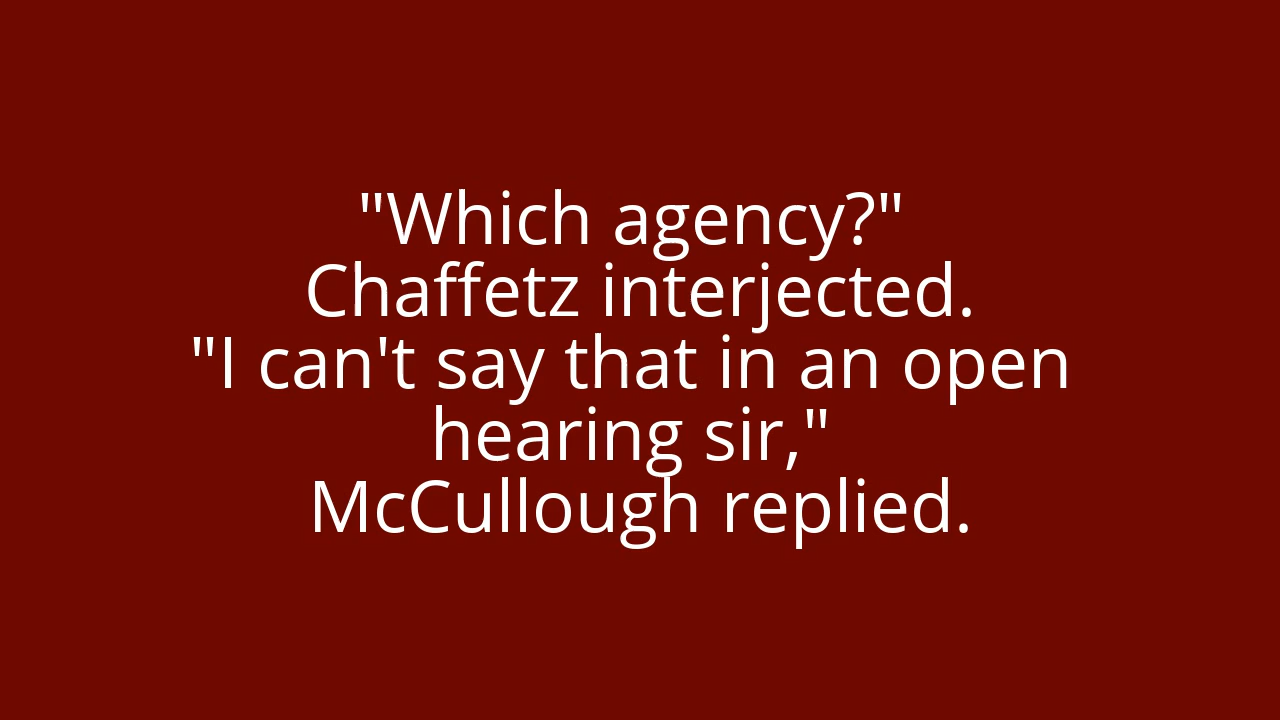 "Which agency?"
Chaffetz interjected.
"I can't say that in an open
hearing sir,"
McCullough replied.